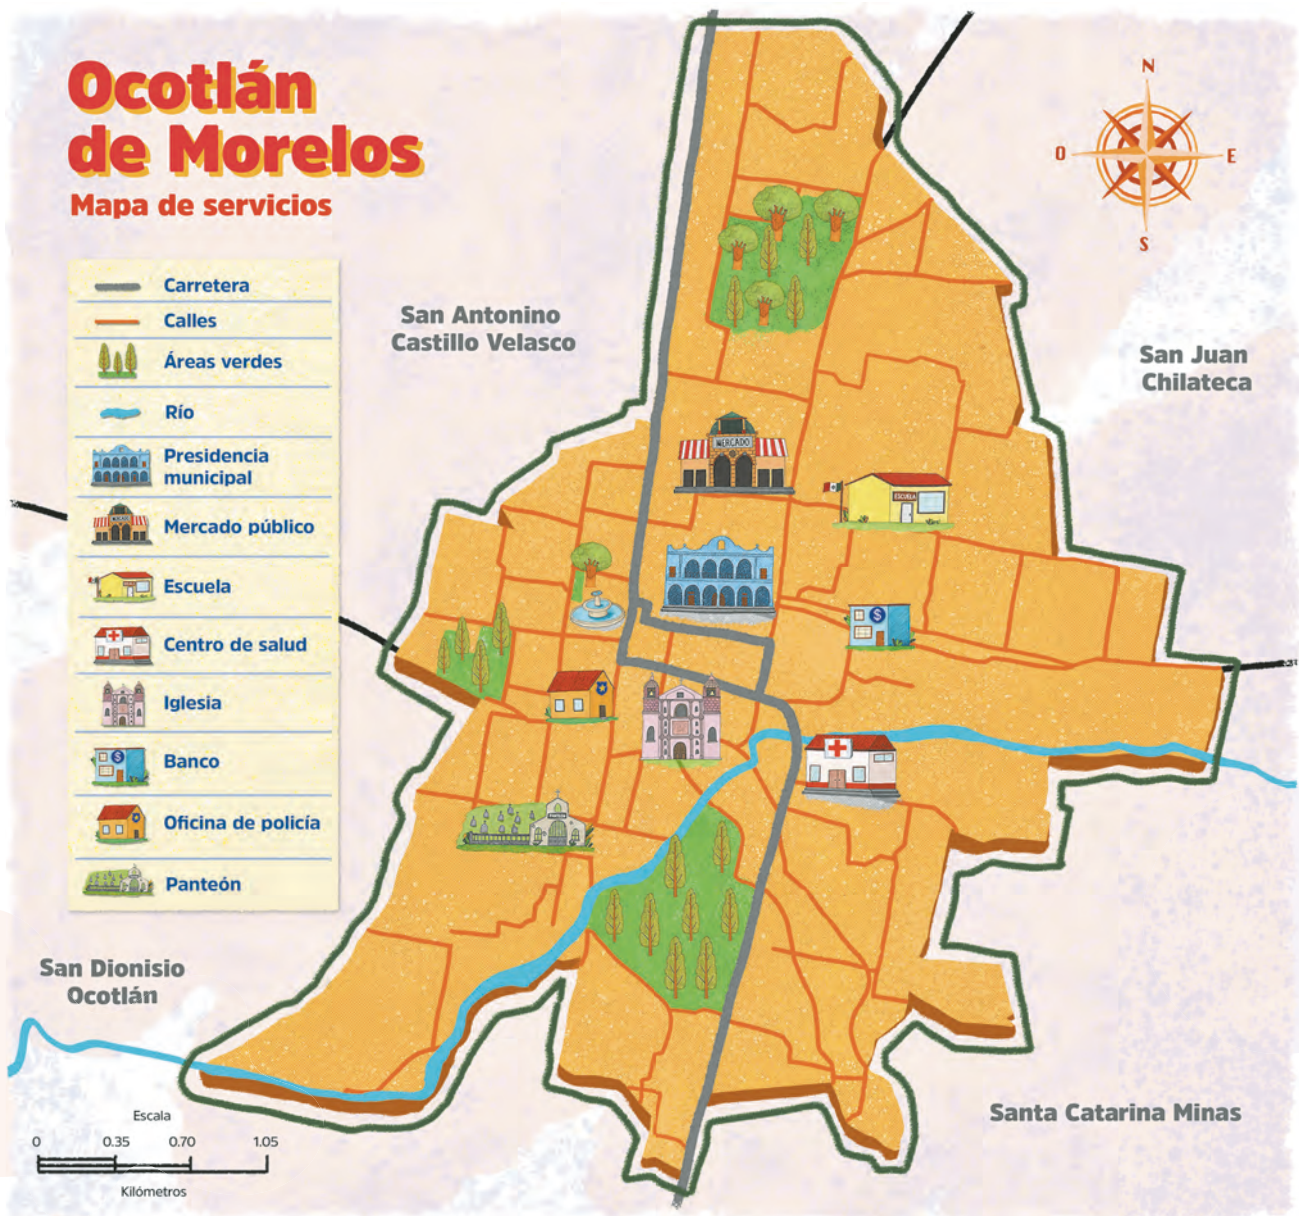 Ocotlán
de Morelos
Mapa de servicios
N
O
E
S
Carretera
Calles
Áreas verdes
Río
Presidencia
municipal
Mercado público
Escuela
Centro de salud
Iglesia
$
Banco
Oficina de policía
Panteón
San Antonino
Castillo Velasco
San Juan
Chilateca
MERCADO
ESCUELA
$
San Dionisio
Ocotlán
Santa Catarina Minas
Escala
0 0.35 0.70 1.05
Kilómetros